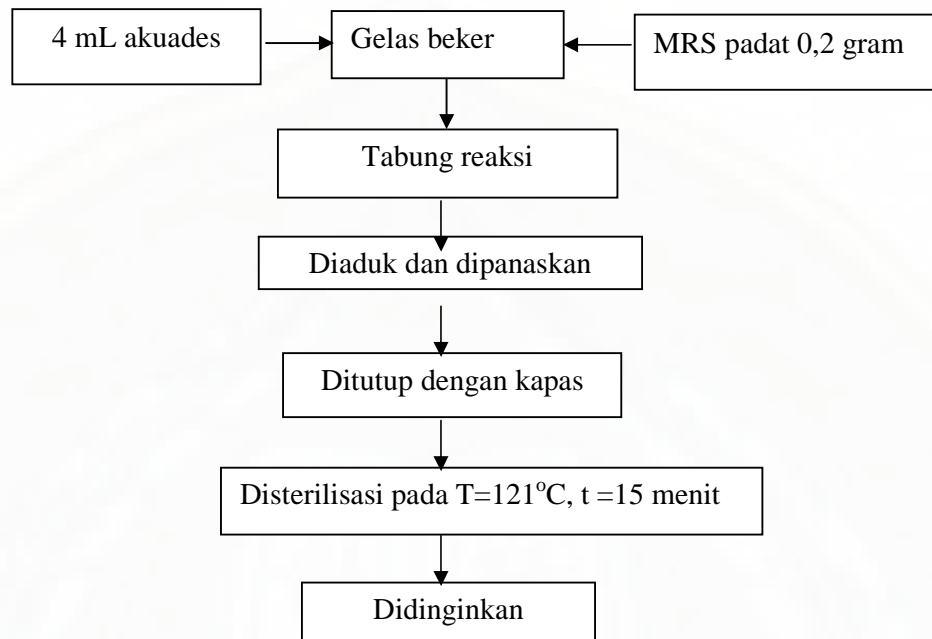 4 mL akuades
Gelas beker
MRS padat 0,2 gram
Tabung reaksi
Diaduk dan dipanaskan
Ditutup dengan kapas
Disterilisasi pada T=121°C, t =15 menit
Didinginkan